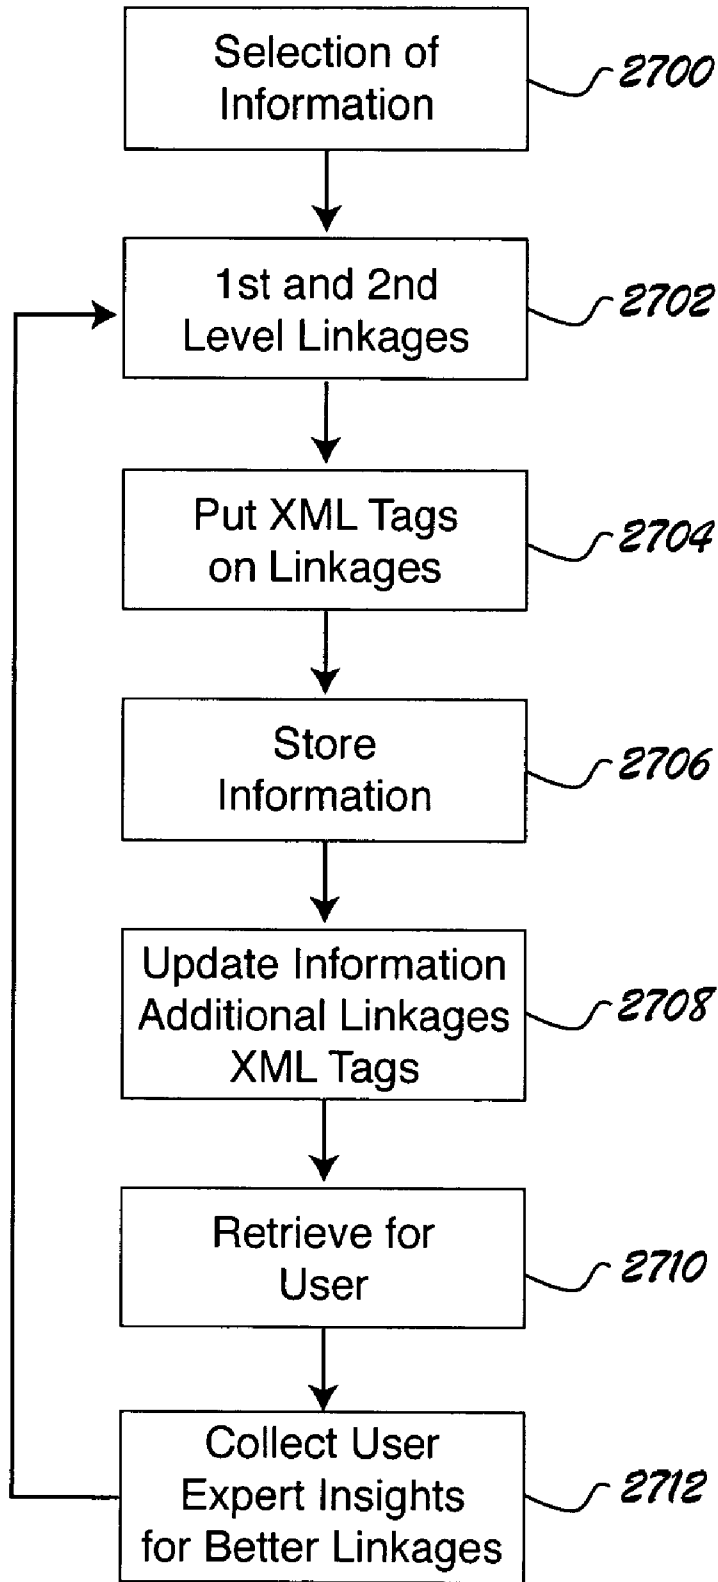 Selection of
Information
2700
1st and 2nd
Level Linkages
2702
Put XML Tags
on Linkages
2704
Store
Information
2706
Update Information
Additional Linkages
XML Tags
2708
Retrieve for
User
2710
Collect User
Expert Insights
for Better Linkages
2712